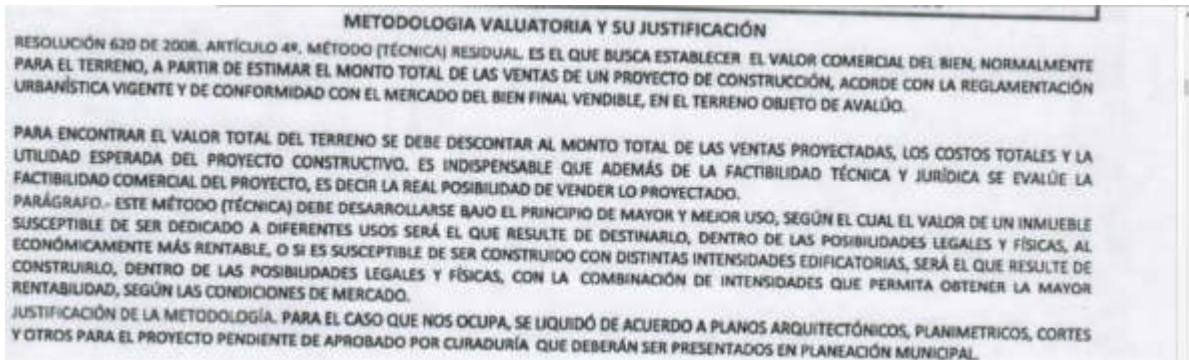 METODOLOGIA VALUATORIA Y SU JUSTIFICACIÓN
RESOLUCIÓN 620 DE 2008. ARTÍCULO 4º. MÉTODO (TÉCNICA) RESIDUAL. ES EL QUE BUSCA ESTABLECER EL VALOR COMERCIAL DEL BIEN, NORMALMENTE
PARA EL TERRENO, A PARTIR DE ESTIMAR EL MONTO TOTAL DE LAS VENTAS DE UN PROYECTO DE CONSTRUCCIÓN, ACORDE CON LA REGLAMENTACIÓN
URBANÍSTICA VIGENTE Y DE CONFORMIDAD CON EL MERCADO DEL BIEN FINAL VENDIBLE, EN EL TERRENO OBJETO DE AVALÚO.
PARA ENCONTRAR EL VALOR TOTAL DEL TERRENO SE DEBE DESCONTAR AL MONTO TOTAL DE LAS VENTAS PROYECTADAS, LOS COSTOS TOTALES Y LA
UTILIDAD ESPERADA DEL PROYECTO CONSTRUCTIVO. ES INDISPENSABLE QUE ADEMÁS DE LA FACTIBILIDAD TÉCNICA Y JURÍDICA SE EVALÚE LA
FACTIBILIDAD COMERCIAL DEL PROYECTO, ES DECIR LA REAL POSIBILIDAD DE VENDER LO PROYECTADO.
PARÁGRAFO.- ESTE MÉTODO (TÉCNICA) DEBE DESARROLLARSE BAJO EL PRINCIPIO DE MAYOR Y MEJOR USO, SEGÚN EL CUAL EL VALOR DE UN INMUEBLE
SUSCEPTIBLE DE SER DEDICADO A DIFERENTES USOS SERÁ EL QUE RESULTE DE DESTINARLO, DENTRO DE LAS POSIBILIDADES LEGALES Y FÍSICAS, AL
ECONÓMICAMENTE MÁS RENTABLE, O SI ES SUSCEPTIBLE DE SER CONSTRUIDO CON DISTINTAS INTENSIDADES EDIFICATORIAS, SERÁ EL QUE RESULTE DE
CONSTRUIRLO, DENTRO DE LAS POSIBILIDADES LEGALES Y FÍSICAS, CON LA COMBINACIÓN DE INTENSIDADES QUE PERMITA OBTENER LA MAYOR
RENTABILIDAD, SEGÚN LAS CONDICIONES DE MERCADO.
JUSTIFICACIÓN DE LA METODOLOGÍA. PARA EL CASO QUE NOS OCUPA, SE LIQUIDÓ DE ACUERDO A PLANOS ARQUITECTÓNICOS, PLANIMETRICOS, CORTES
Y OTROS PARA EL PROYECTO PENDIENTE DE APROBADO POR CURADURÍA QUE DEBERÁN SER PRESENTADOS EN PLANEACIÓN MUNICIPAL.